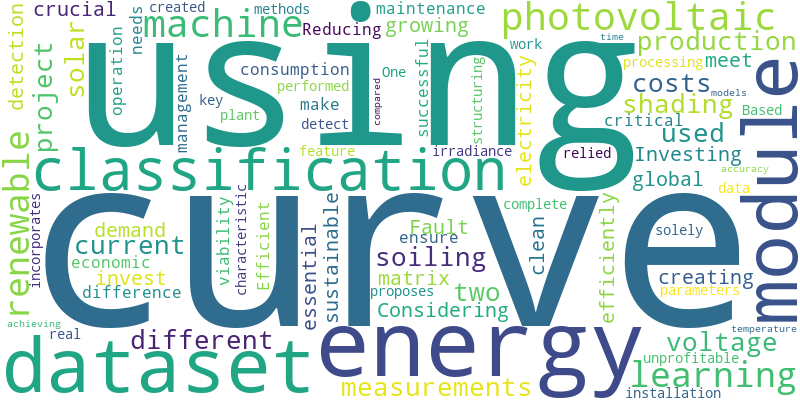 crucial
created
methods
maintenance
detection
solar
operation
needs
machine
Reducing
growing
photovoltaic
production
time
project
management
consumption
One
successful
work
processing
meet
key
performed
compared
structuring
electricity
costs
models
using
plant
make
detect
shading
critical
Based
used
feature
irradiance
relied
Investing
renewable
incorporates
classification
global
accuracy
data
module
curve
complete
demand
current
economic
invest
difference
viability
characteristic
Efficient
essential
sustainable
Fault
ensure
soiling
matrix
proposes
Considering
two
clean
efficiently
solely
creating
parameters
achieving
real
different
energy
voltage
temperature
unprofitable
dataset
measurements
learning
installation